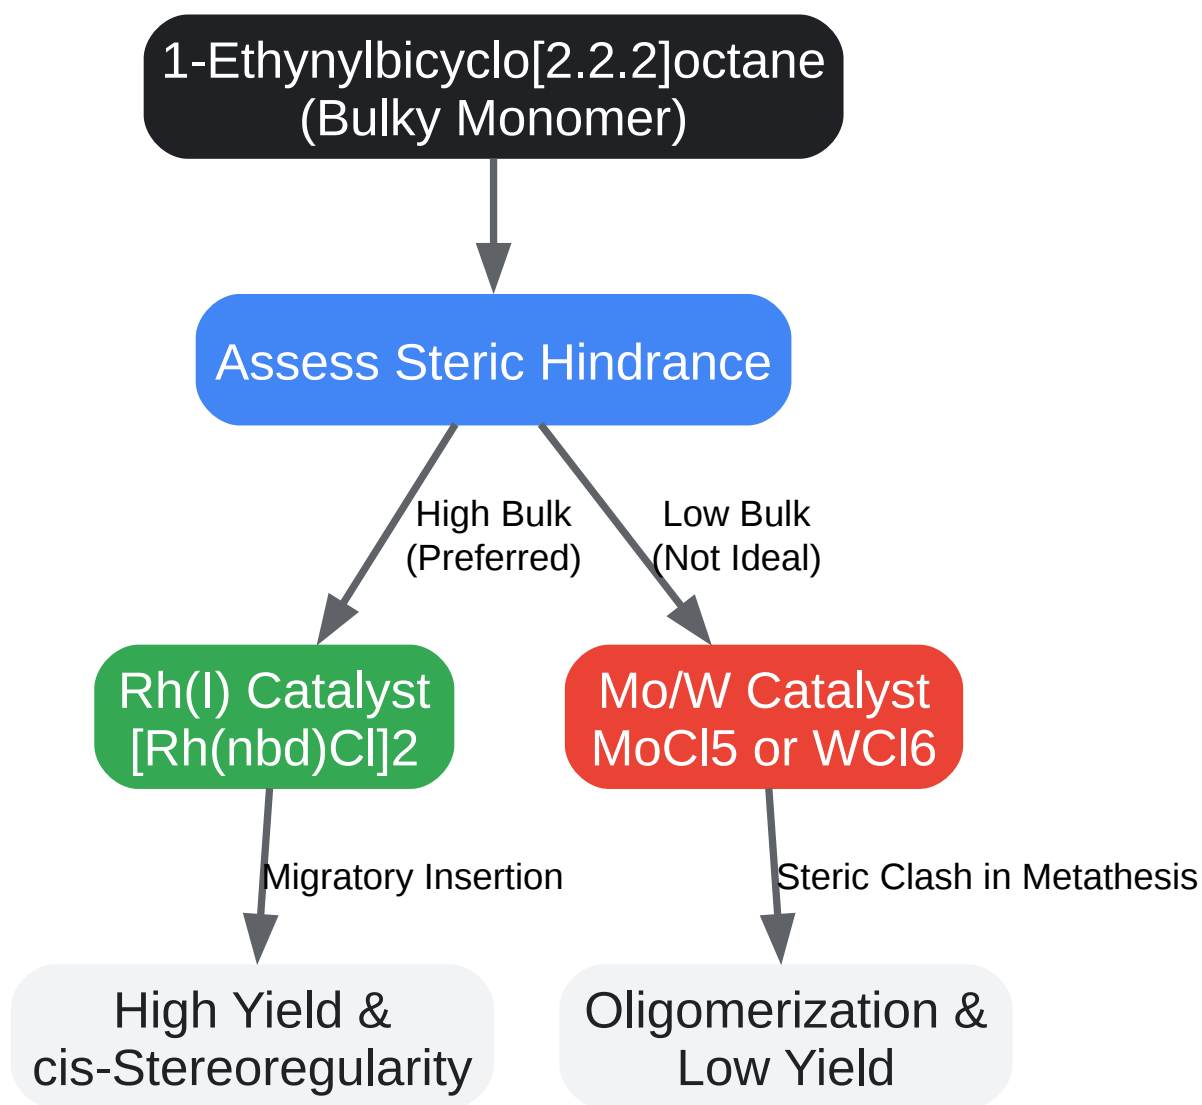 1-Ethynylbicyclo[2.2.2]octane
(Bulky Monomer)
Assess Steric Hindrance
High Bulk
(Preferred)
Low Bulk
(Not Ideal)
Rh(I) Catalyst
[Rh(nbd)Cl]2
Mo/W Catalyst
MoCl5 or WCl6
Migratory Insertion
Steric Clash in Metathesis
High Yield &
cis-Stereoregularity
Oligomerization &
Low Yield